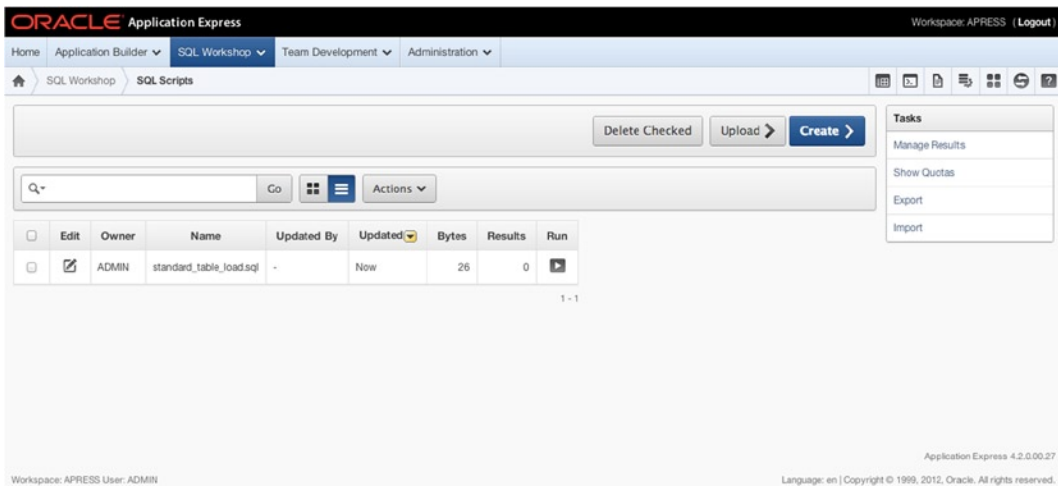 ORACLE Application Express
Workspace: APRESS (Logout)
Home Application Builder SQL Workshop Team Development Administration
SQL Workshop SQL Scripts
Delete Checked Upload Create
Tasks
Manage Results
Show Quotas
Export
Import
Go Actions
Edit Owner Name Updated By Updated Bytes Results Run
ADMIN standard_table_load.sql - Now 26 0
1 - 1
Application Express 4.2.0.00.27
Workspace: APRESS User: ADMIN
Language: en | Copyright © 1999, 2012, Oracle. All rights reserved.